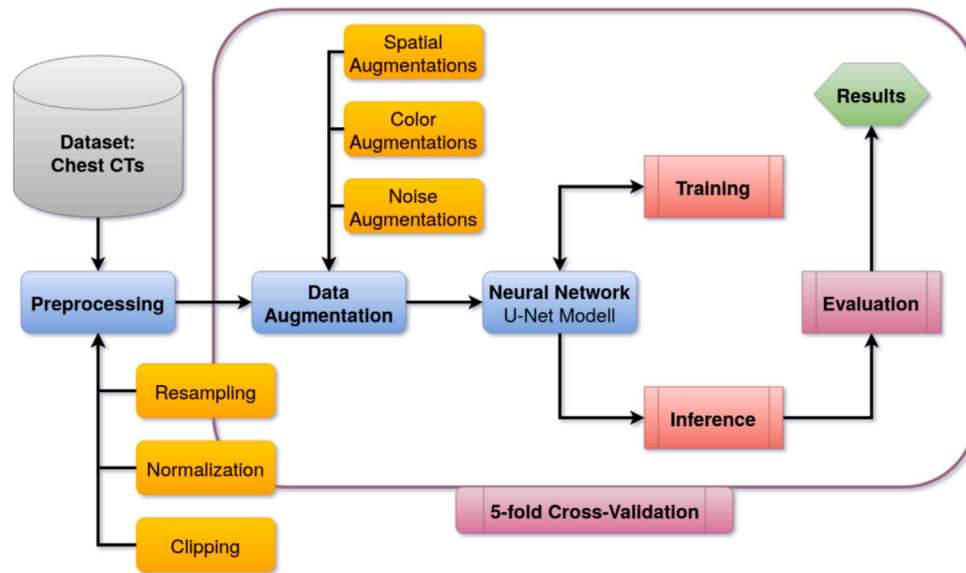 Spatial
Augmentations
Color
Augmentations
Noise
Augmentations
Results
Dataset:
Chest CTs
Training
Preprocessing
Data
Augmentation
Neural Network
U-Net Modell
Evaluation
Resampling
Inference
Normalization
5-fold Cross-Validation
Clipping